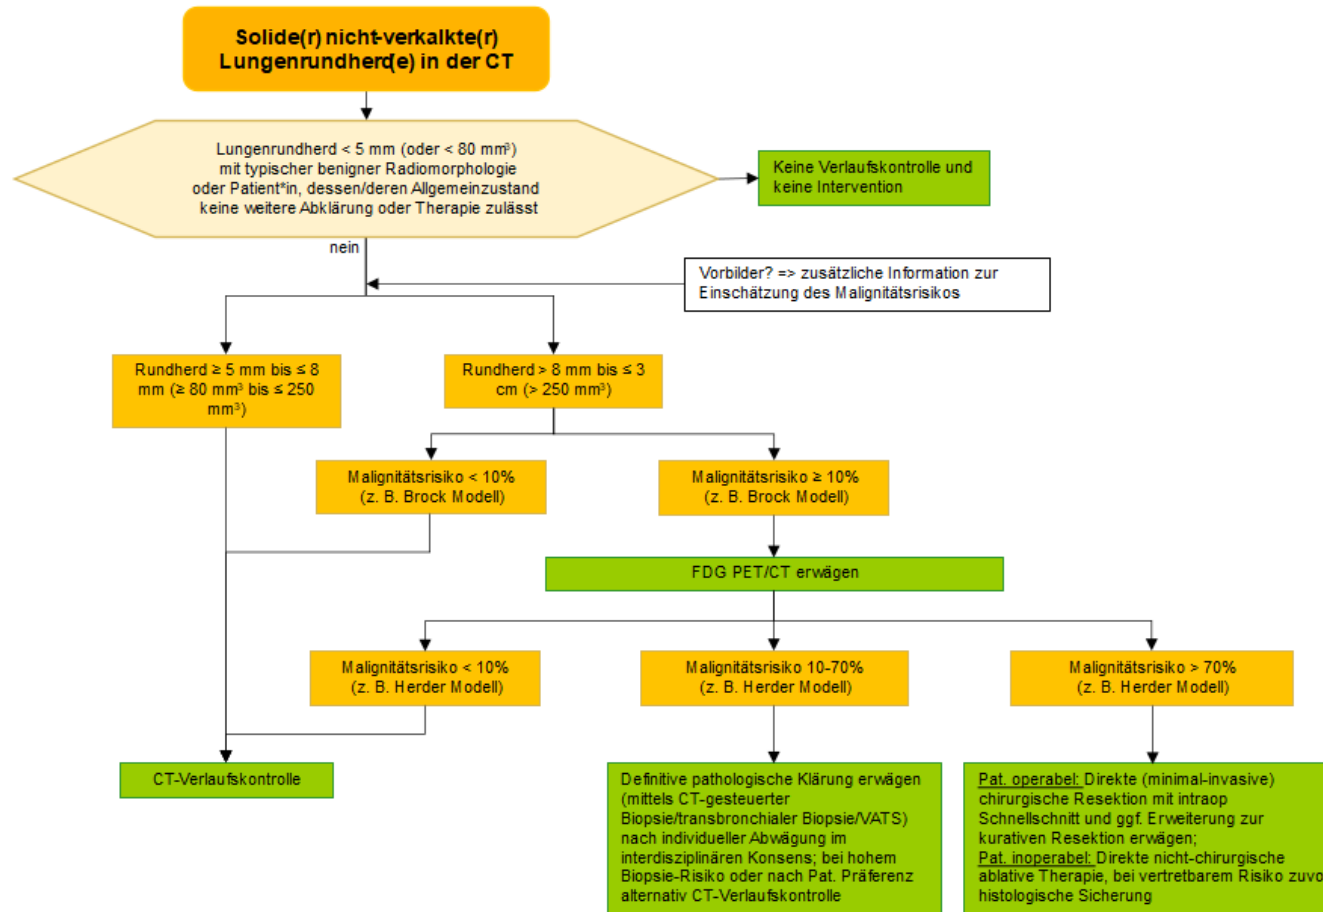 Solide(r) nicht-verkalkte(r)
Lungenrundherd(e) in der CT
Lungenrundherd < 5 mm (oder < 80 mm³)
mit typischer benigner Radiomorphologie
oder Patient*in, dessen/deren Allgemeinzustand
keine weitere Abklärung oder Therapie zulässt
Keine Verlaufskontrolle und
keine Intervention
nein
Vorbilder? => zusätzliche Information zur
Einschätzung des Malignitätsrisikos
Rundherd ≥ 5 mm bis ≤ 8
mm (≥ 80 mm³ bis ≤ 250
mm³)
Rundherd > 8 mm bis ≤ 3
cm (> 250 mm³)
Malignitätsrisiko < 10%
(z. B. Brock Modell)
Malignitätsrisiko ≥ 10%
(z. B. Brock Modell)
FDG PET/CT erwägen
Malignitätsrisiko < 10%
(z. B. Herder Modell)
Malignitätsrisiko 10-70%
(z. B. Herder Modell)
Malignitätsrisiko > 70%
(z. B. Herder Modell)
CT-Verlaufskontrolle
Definitive pathologische Klärung erwägen
(mittels CT-gesteuerter
Biopsie/transbronchialer Biopsie/VATS)
nach individueller Abwägung im
interdisziplinären Konsens; bei hohem
Biopsie-Risiko oder nach Pat. Präferenz
alternativ CT-Verlaufskontrolle
Pat. operabel: Direkte (minimal-invasive)
chirurgische Resektion mit intraop
Schnellschnitt und ggf. Erweiterung zur
kurativen Resektion erwägen;
Pat. inoperabel: Direkte nicht-chirurgische
ablative Therapie, bei vertretbarem Risiko zuvo
histologische Sicherung